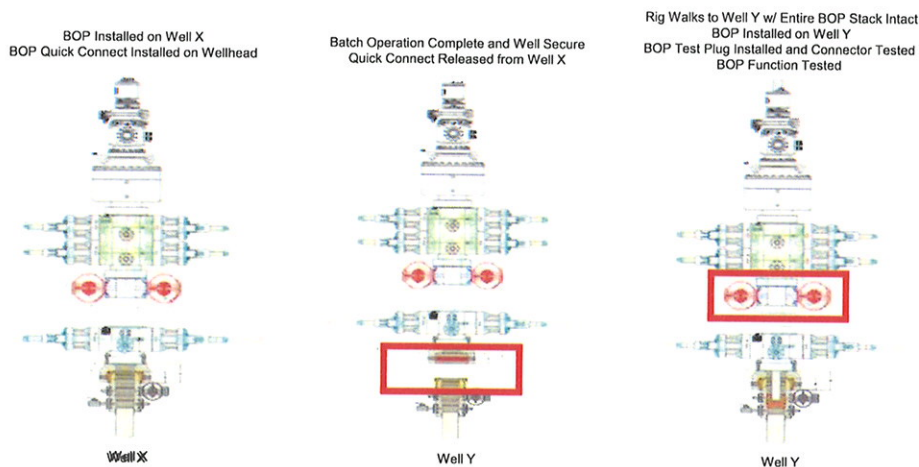 BOP Installed on Well X
BOP Quick Connect Installed on Wellhead
Batch Operation Complete and Well Secure
Quick Connect Released from Well X
Rig Walks to Well Y w/ Entire BOP Stack Intact
BOP Installed on Well Y
BOP Test Plug Installed and Connector Tested
BOP Function Tested
Well X
Well Y
Well Y